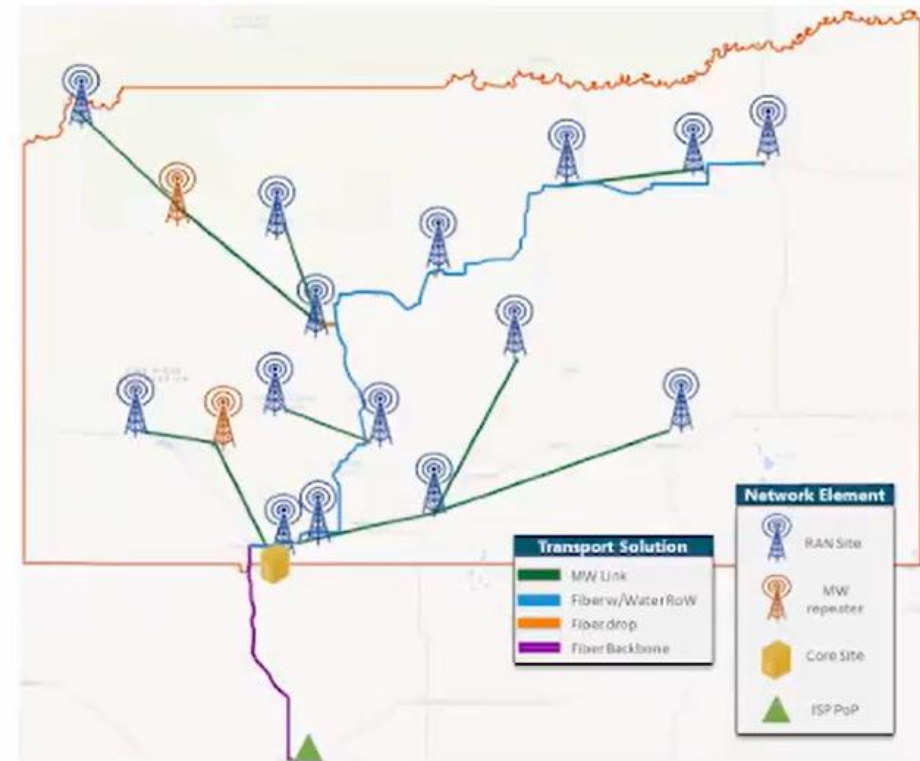 Network Element
RAN Site
MW
repeater
Core Site
ISP PoP
Transport Solution
MW Link
Fiber w/Water RoW
Fiber drop
Fiber Backbone